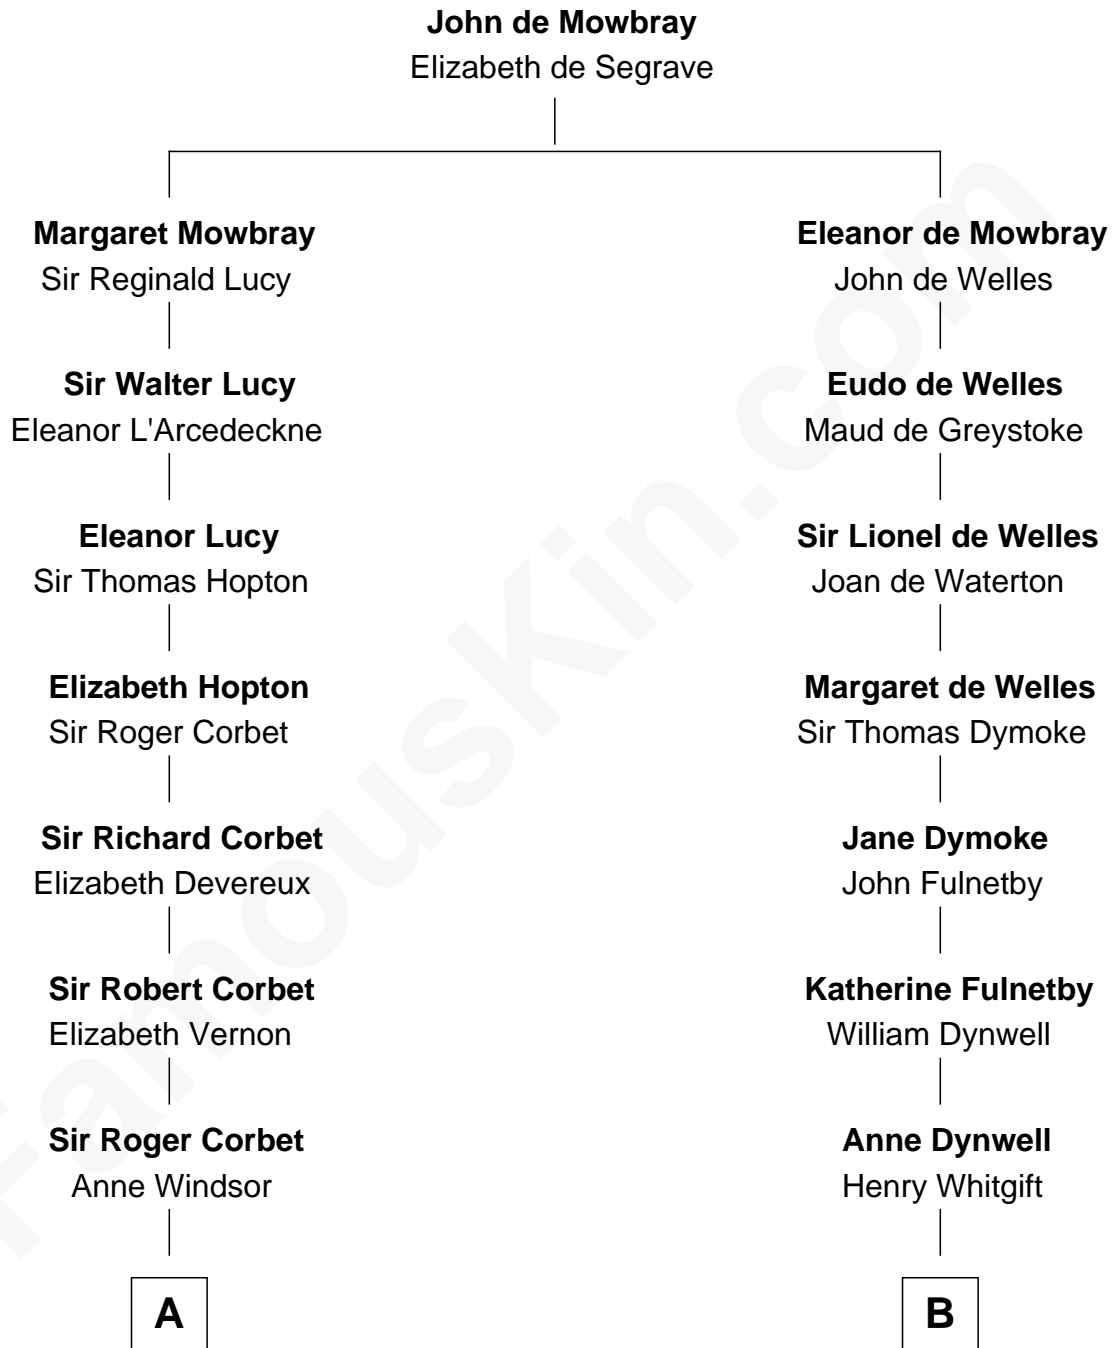 John de Mowbray
Elizabeth de Segrave
Margaret Mowbray
Sir Reginald Lucy
Eleanor de Mowbray
John de Welles
Sir Walter Lucy
Eleanor L'Arcedeckne
Eudo de Welles
Maud de Greystoke
Eleanor Lucy
Sir Thomas Hopton
Sir Lionel de Welles
Joan de Waterton
Elizabeth Hopton
Sir Roger Corbet
Margaret de Welles
Sir Thomas Dymoke
Sir Richard Corbet
Elizabeth Devereux
Jane Dymoke
John Fulnetby
Sir Robert Corbet
Elizabeth Vernon
Katherine Fulnetby
William Dynwell
Sir Roger Corbet
Anne Windsor
Anne Dynwell
Henry Whitgift
A
B
FamousKin.com